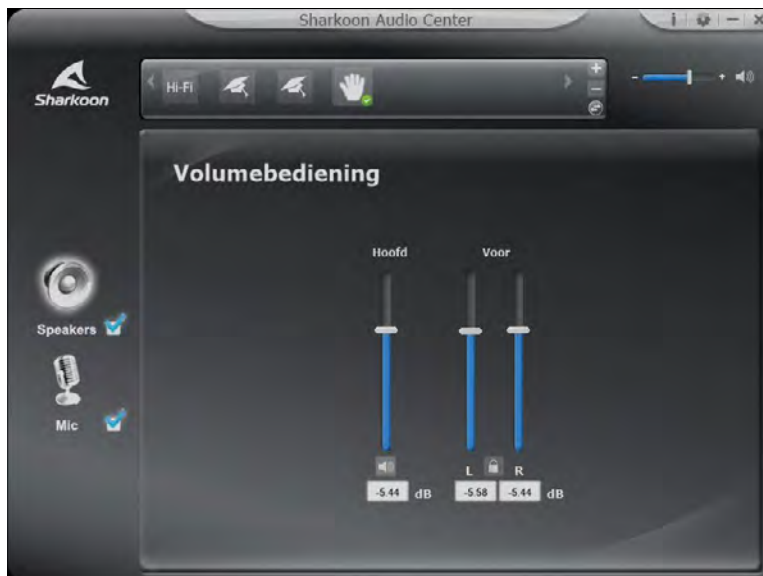 Sharkoon Audio Center
Sharkoon
Hi-Fi
Volumebediening
Hoofd
Voor
Speakers
Mic
L
R
-5.44 dB
-5.58 -5.44 dB